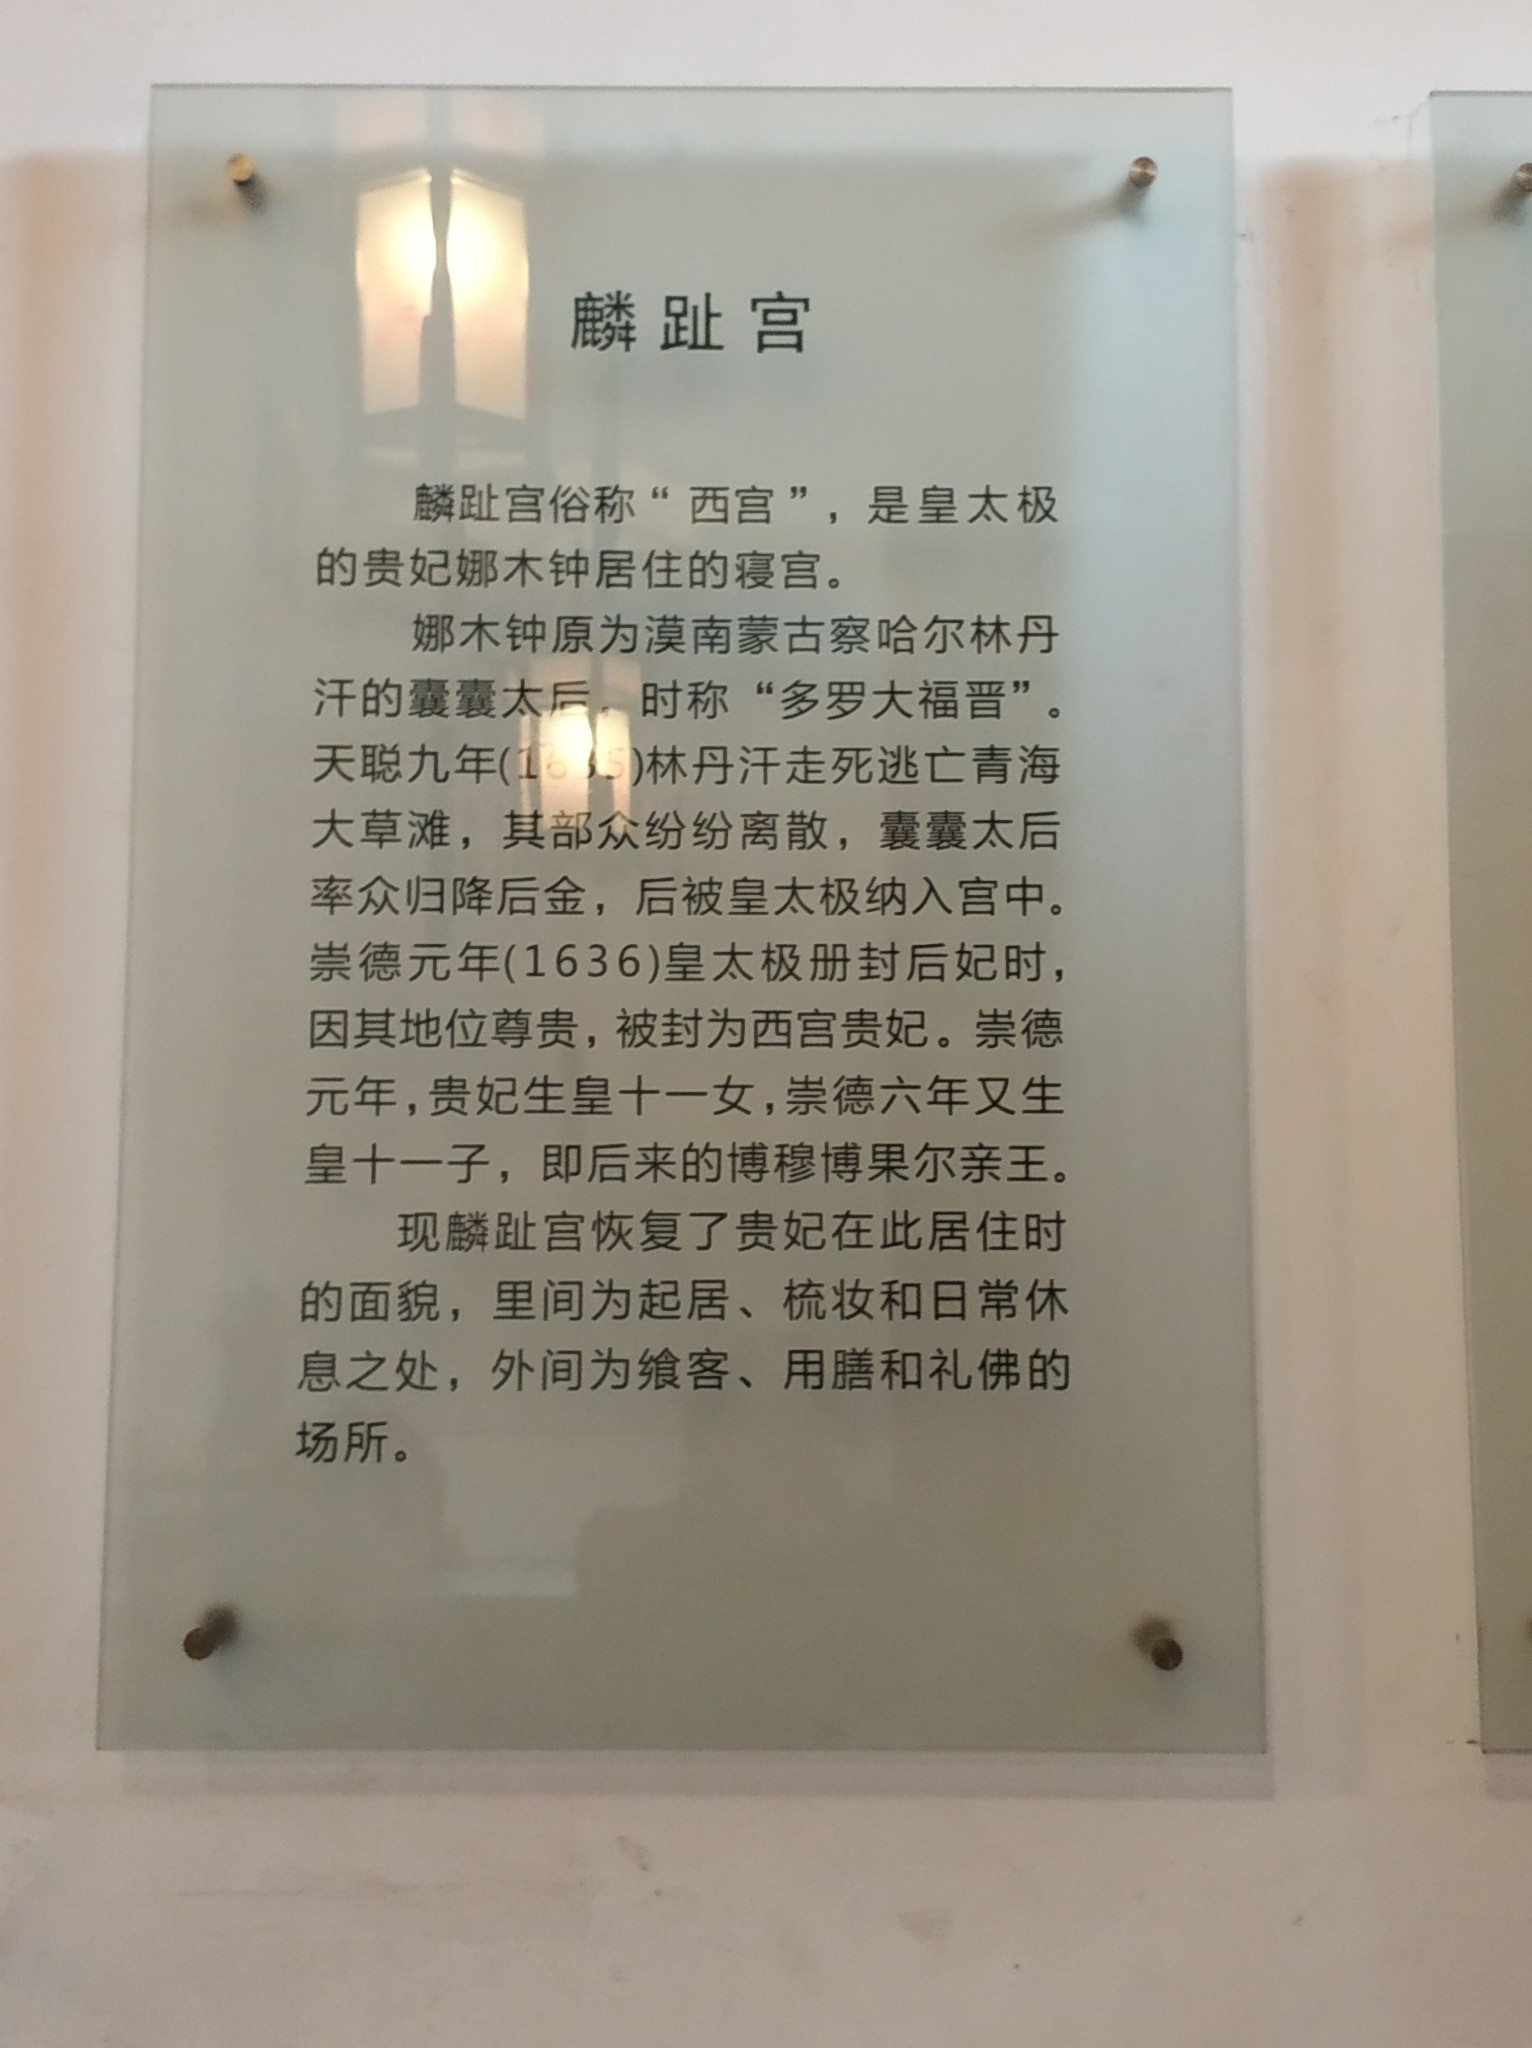 麟趾宫
麟趾宫俗称“西宫”，是皇太极
的贵妃娜木钟居住的寝宫。
娜木钟原为漠南蒙古察哈尔林丹
汗的囊囊太后，时称“多罗大福晋”。
天聪九年(1635)林丹汗走死逃亡青海
大草滩，其部众纷纷离散，囊囊太后
率众归降后金，后被皇太极纳入宫中。
崇德元年(1636)皇太极册封后妃时，
因其地位尊贵，被封为西宫贵妃。崇德
元年，贵妃生皇十一女，崇德六年又生
皇十一子，即后来的博穆博果尔亲王。
现麟趾宫恢复了贵妃在此居住时
的面貌，里间为起居、梳妆和日常休
息之处，外间为飨客、用膳和礼佛的
场所。